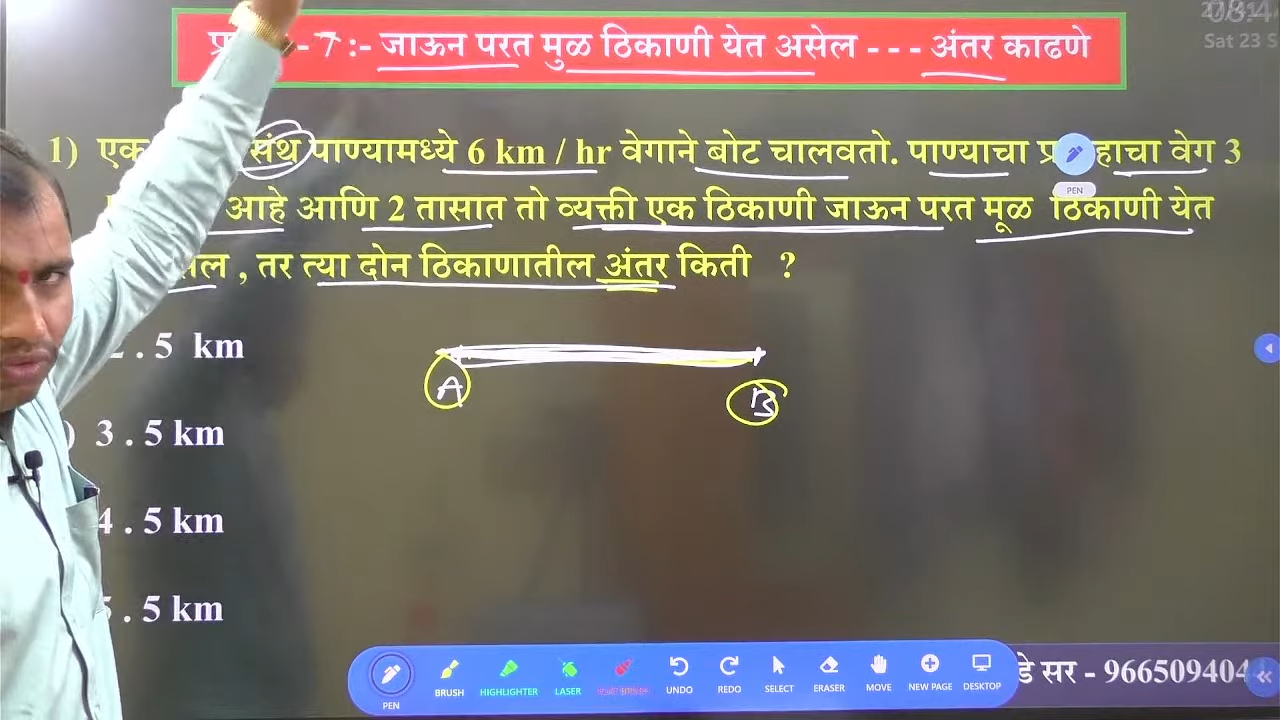 - 7 :- जाऊन परत मुळ ठिकाणी येत असेल - - - अंतर काढणे
Sat 23 S
1) एक संथ पाण्यामध्ये 6 km / hr वेगाने बोट चालवतो. पाण्याचा वेग 3
आहे आणि 2 तासात तो व्यक्ती एक ठिकाणी जाऊन परत मूळ ठिकाणी येत
, तर त्या दोन ठिकाणातील अंतर किती ?
PEN
2 . 5 km
A B
3 . 5 km
4 . 5 km
5 . 5 km
PEN BRUSH HIGHLIGHTER LASER UNDO REDO SELECT ERASER MOVE NEW PAGE DESKTOP
डे सर - 966509404